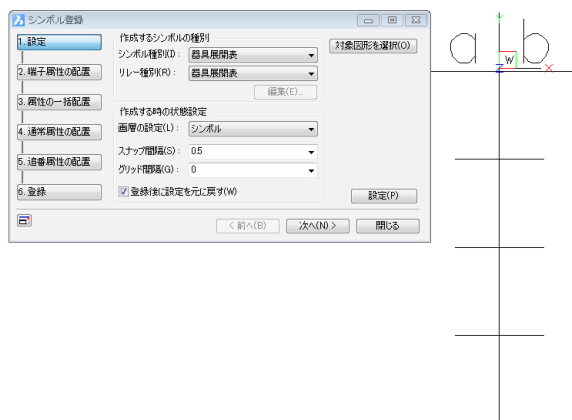 シンボル登録
1.設定
2.端子属性の配置
3.属性の一括配置
4.通常属性の配置
5.追番属性の配置
6.登録
作成するシンボルの種別
シンボル種別(I): 器具展開表
リレー種別(R): 器具展開表
編集(E)...
対象図形を選択(O)
作成する時の状態設定
画層の設定(L): シンボル
スナップ間隔(S): 0.5
グリッド間隔(G): 0
登録後に設定を元に戻す(W)
設定(P)
< 前へ(B)
次へ(N) >
閉じる
a b
W
Z
X